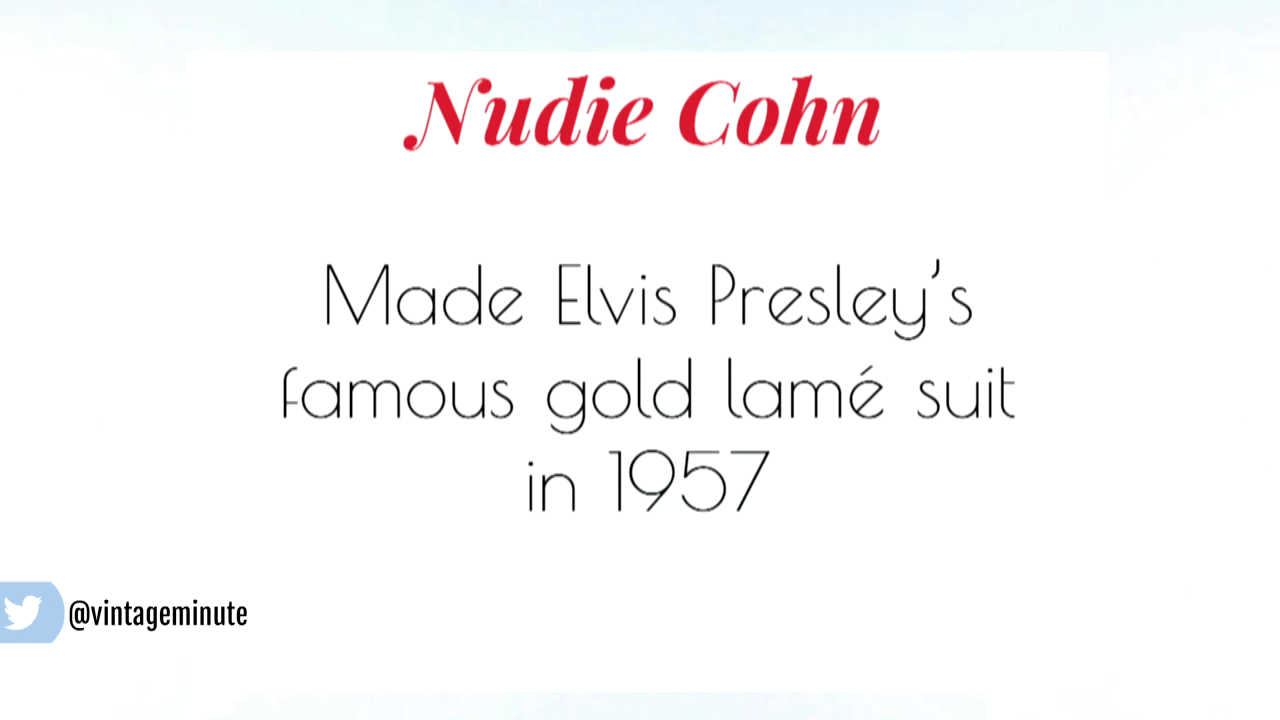 Nudie Cohn
Made Elvis Presley’s
famous gold lamé suit
in 1957
@vintageminute